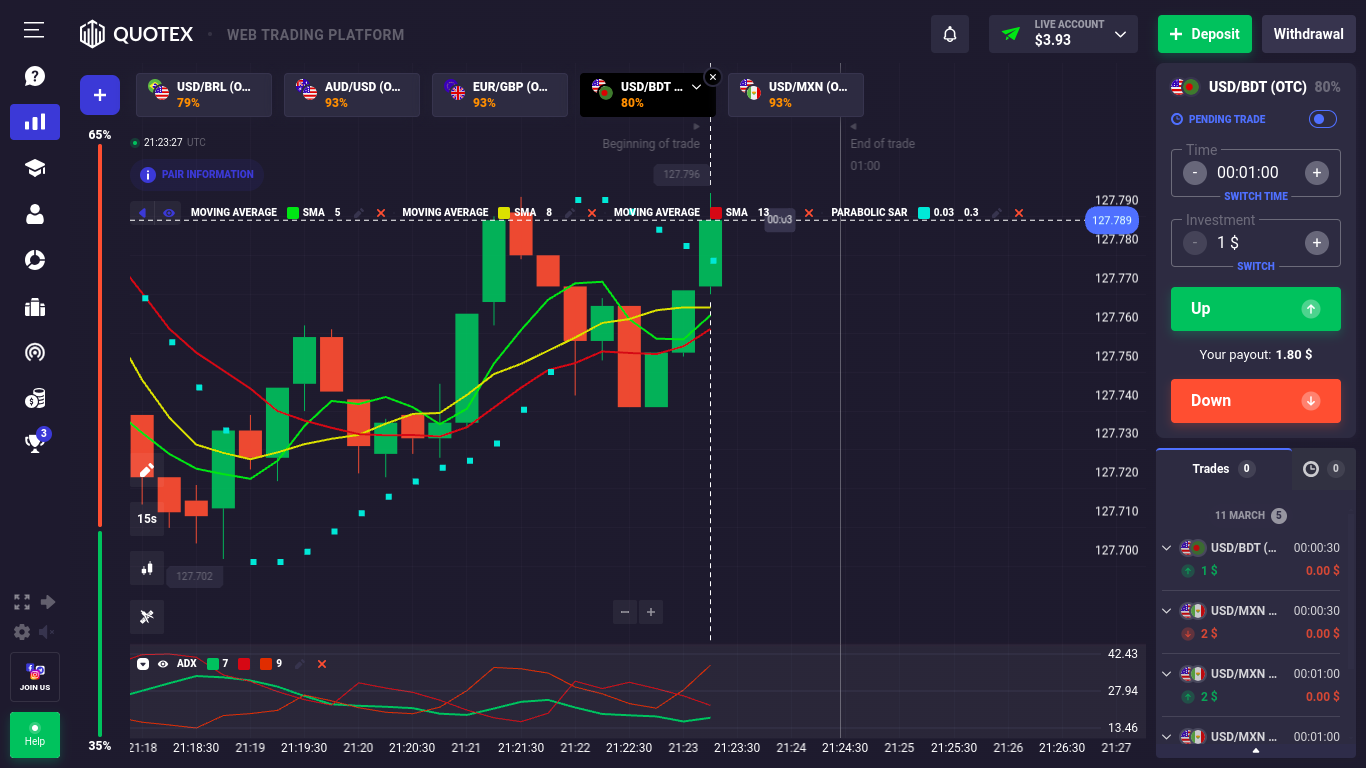 QUOTEX
WEB TRADING PLATFORM
LIVE ACCOUNT
$3.93
Deposit
Withdrawal
USD/BRL (O...
79%
AUD/USD (O...
93%
EUR/GBP (O...
93%
USD/BDT ...
80%
USD/MXN (O...
93%
65%
21:23:27 UTC
PAIR INFORMATION
Beginning of trade
End of trade
01:00
127.796
MOVING AVERAGE SMA 5
MOVING AVERAGE SMA 8
MOVING AVERAGE SMA 13
PARABOLIC SAR 0.03 0.3
00:03
127.790
127.789
127.780
127.770
127.760
127.750
127.740
127.730
127.720
127.710
127.700
15s
127.702
ADX 7 9
42.43
27.94
13.46
21:18 21:18:30 21:19 21:19:30 21:20 21:20:30 21:21 21:21:30 21:22 21:22:30 21:23 21:23:30 21:24 21:24:30 21:25 21:25:30 21:26 21:26:30 21:27
3
JOIN US
Help
35%
USD/BDT (OTC) 80%
PENDING TRADE
Time
- 00:01:00 +
SWITCH TIME
Investment
- 1 $ +
SWITCH
Up
Your payout: 1.80 $
Down
Trades 0
0
11 MARCH 5
USD/BDT (... 00:00:30
1 $ 0.00 $
USD/MXN ... 00:00:30
2 $ 0.00 $
USD/MXN ... 00:01:00
2 $ 0.00 $
USD/MXN ... 00:01:00